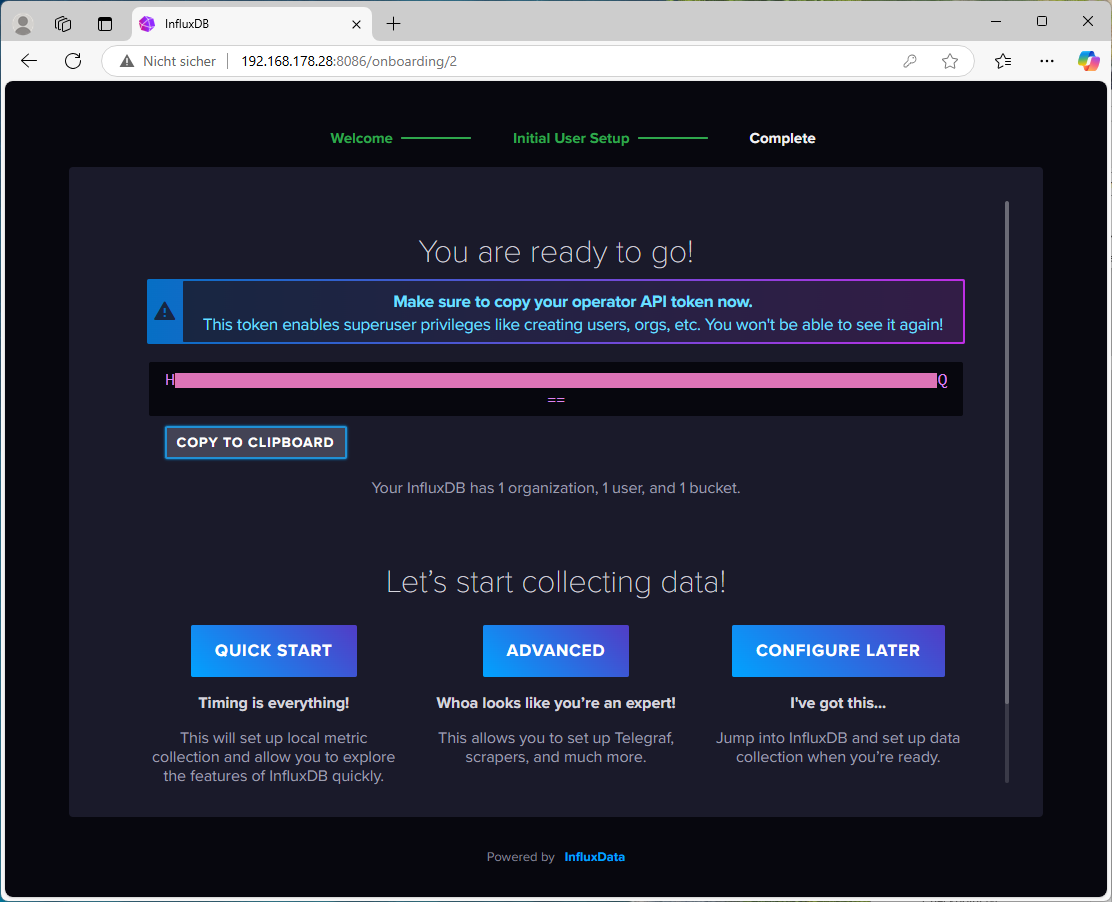 InfluxDB
Nicht sicher 192.168.178.28:8086/onboarding/2
Welcome Initial User Setup Complete
You are ready to go!
Make sure to copy your operator API token now.
This token enables superuser privileges like creating users, orgs, etc. You won't be able to see it again!
H Q
==
COPY TO CLIPBOARD
Your InfluxDB has 1 organization, 1 user, and 1 bucket.
Let's start collecting data!
QUICK START
Timing is everything!
This will set up local metric
collection and allow you to explore
the features of InfluxDB quickly.
ADVANCED
Whoa looks like you're an expert!
This allows you to set up Telegraf,
scrapers, and much more.
CONFIGURE LATER
I've got this...
Jump into InfluxDB and set up data
collection when you're ready.
Powered by InfluxData